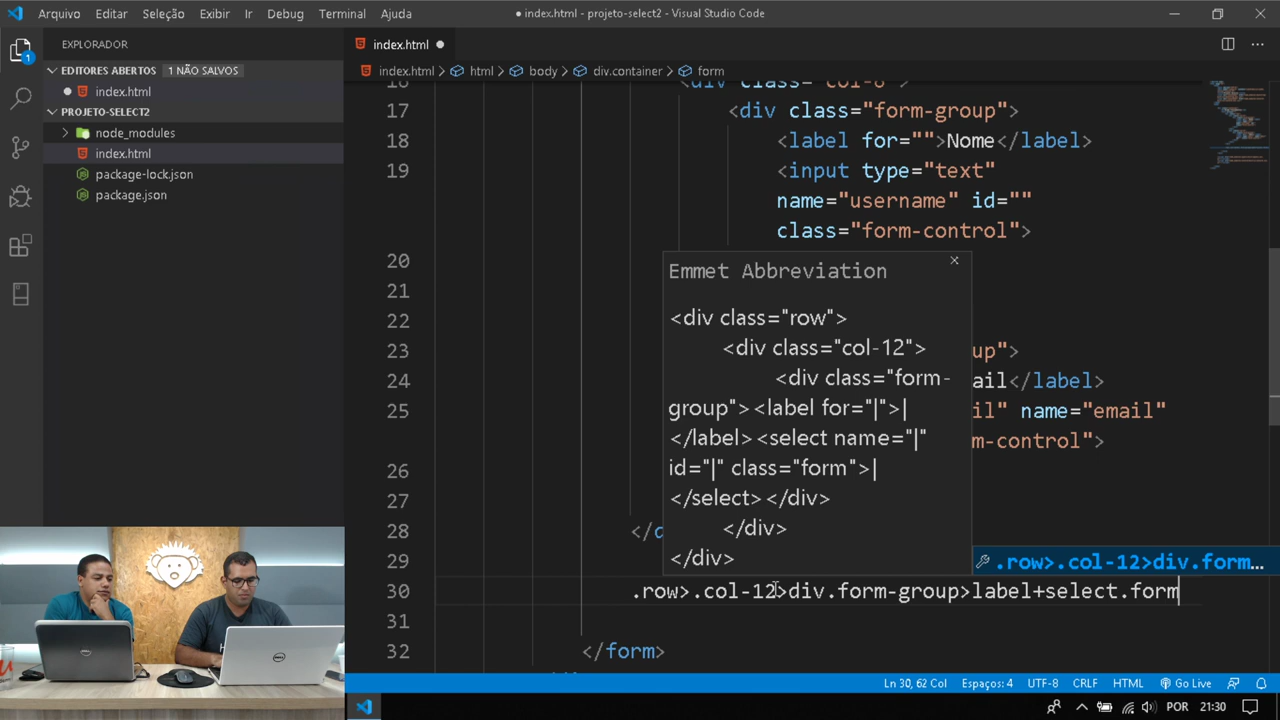 Arquivo Editar Seleção Exibir Ir Debug Terminal Ajuda
● index.html - projeto-select2 - Visual Studio Code
EXPLORADOR
EDITORES ABERTOS 1 NÃO SALVOS
index.html
PROJETO-SELECT2
node_modules
index.html
package-lock.json
package.json
1
index.html ●
index.html > html > body > div.container > form
16 <div class="col-6">
17 <div class="form-group">
18 <label for="">Nome</label>
19 <input type="text"
name="username" id=""
class="form-control">
20
21
22
23 up">
24 ail</label>
25 il" name="email"
m-control">
26
27
28 </d
29
30 .row>.col-12>div.form-group>label+select.form
31
32 </form>
Emmet Abbreviation
<div class="row">
<div class="col-12">
<div class="form-
group"><label for="|">|
</label><select name="|"
id="|" class="form">|
</select></div>
</div>
</div>
.row>.col-12>div.form...
Ln 30, 62 Col Espaços: 4 UTF-8 CRLF HTML Go Live
POR 21:30